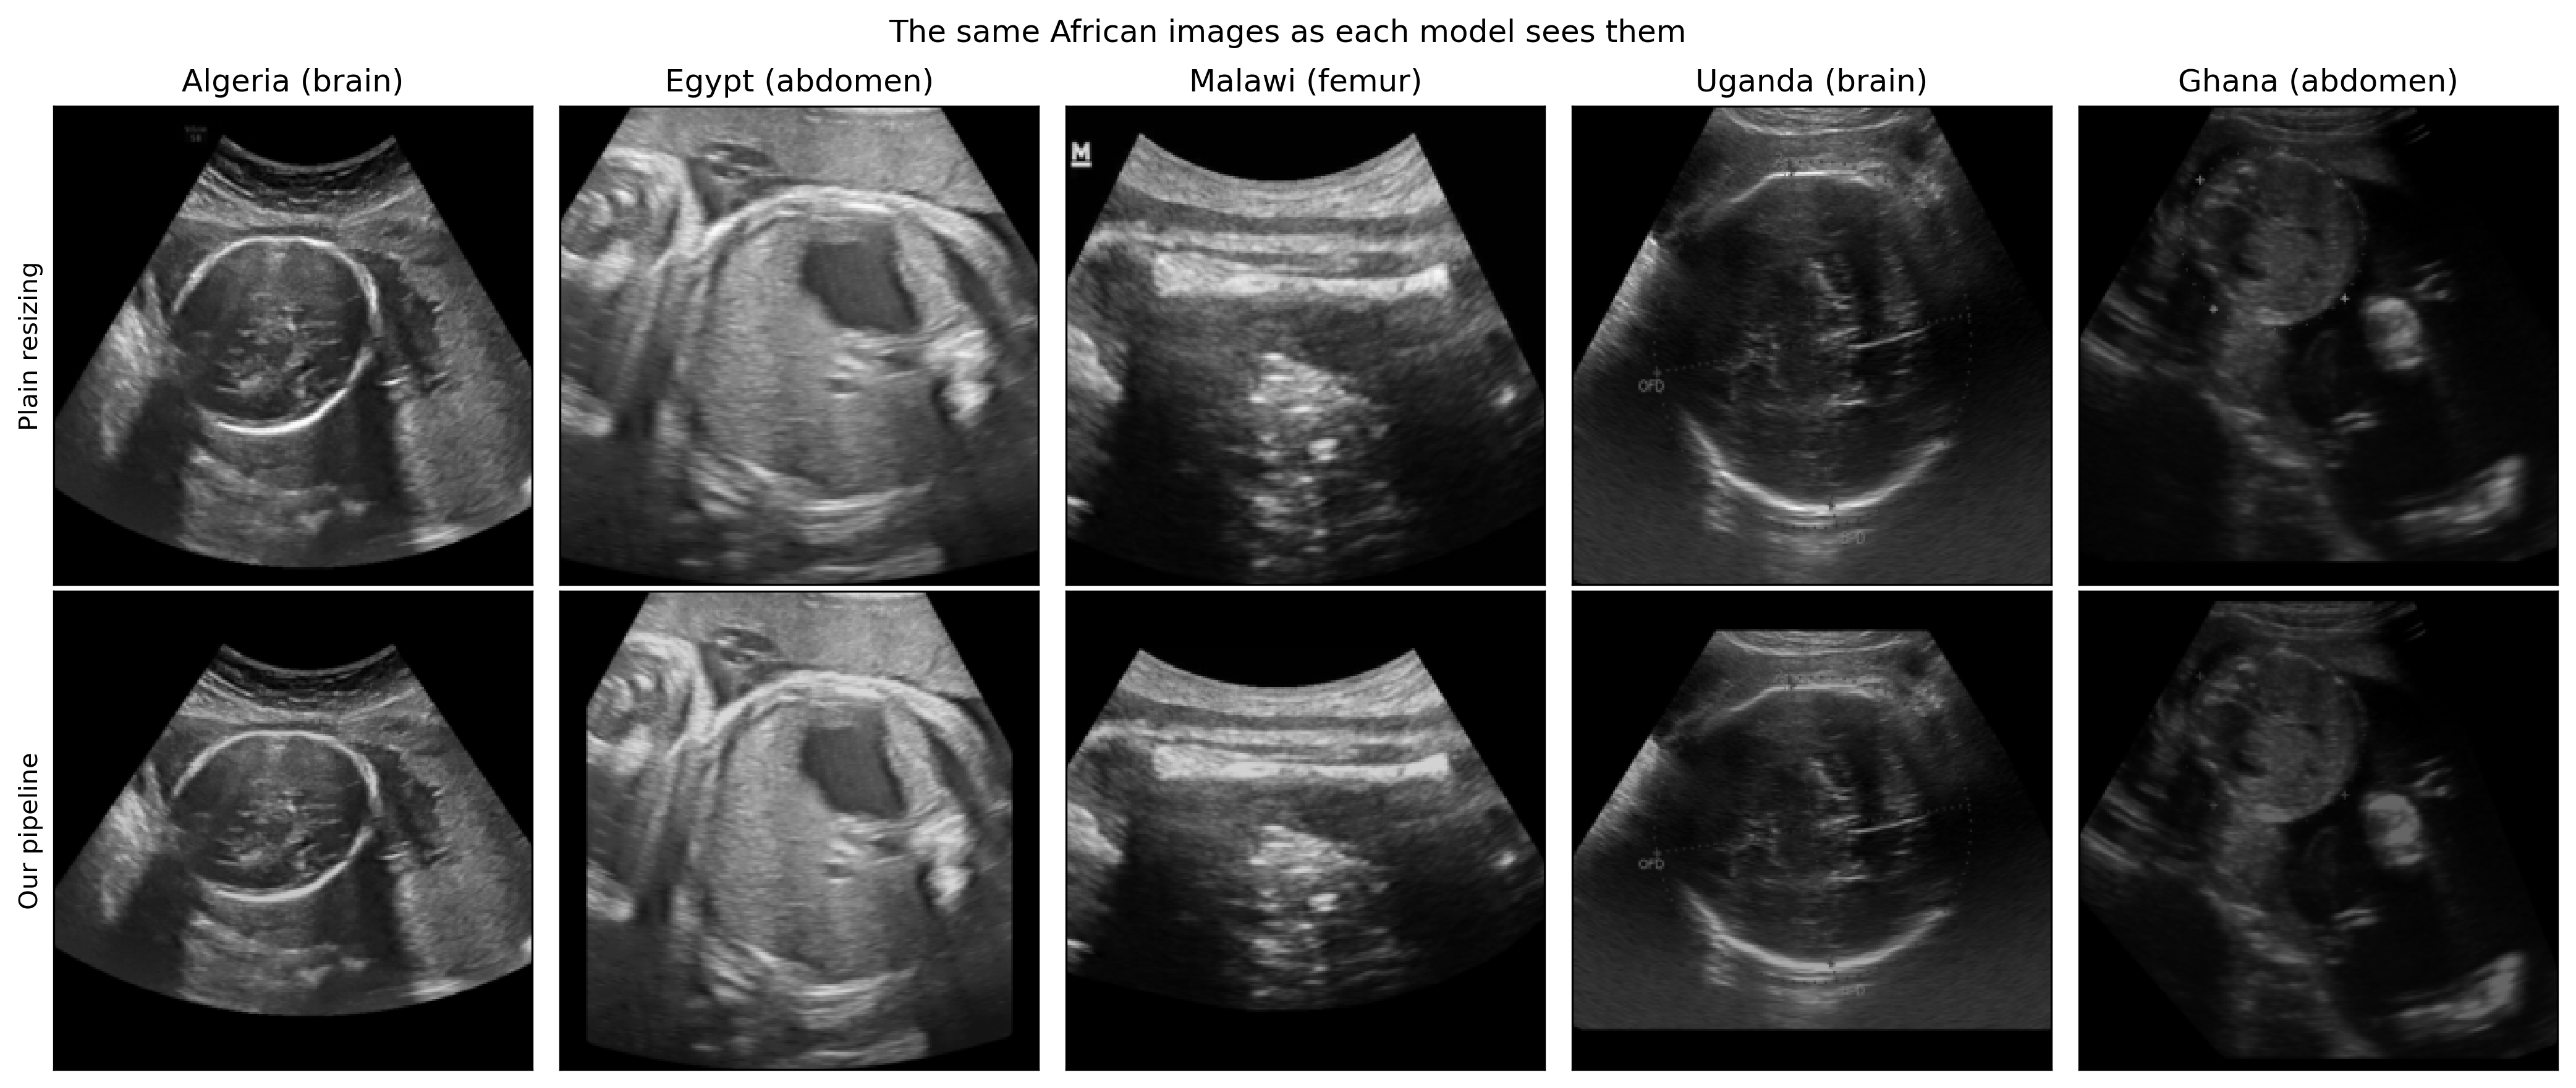 The same African images as each model sees them
Algeria (brain)
Egypt (abdomen)
Malawi (femur)
Uganda (brain)
Ghana (abdomen)
Plain resizing
M
OFD
BPD
Our pipeline
OFD
BPD